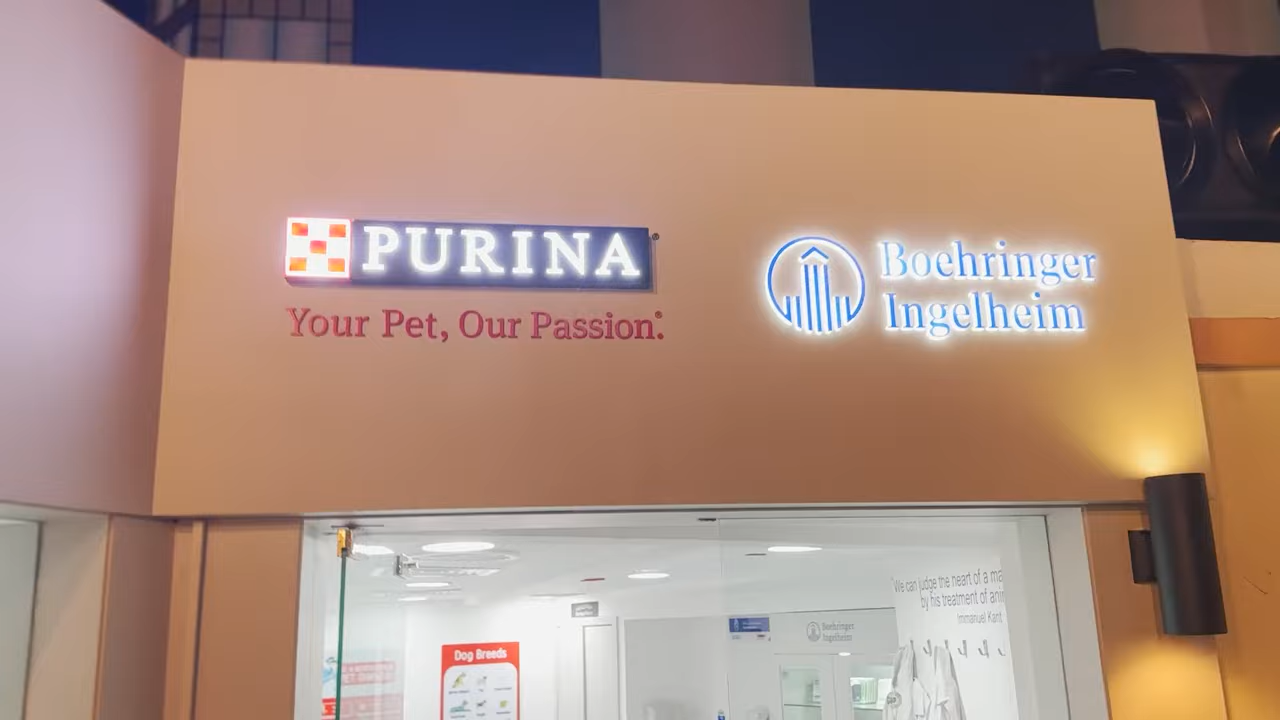 PURINA®
Your Pet, Our Passion.®
Boehringer
Ingelheim
We can judge the heart of a ma
by his treatment of ani
Immanuel Kant
Boehringer
Ingelheim
Dog Breeds